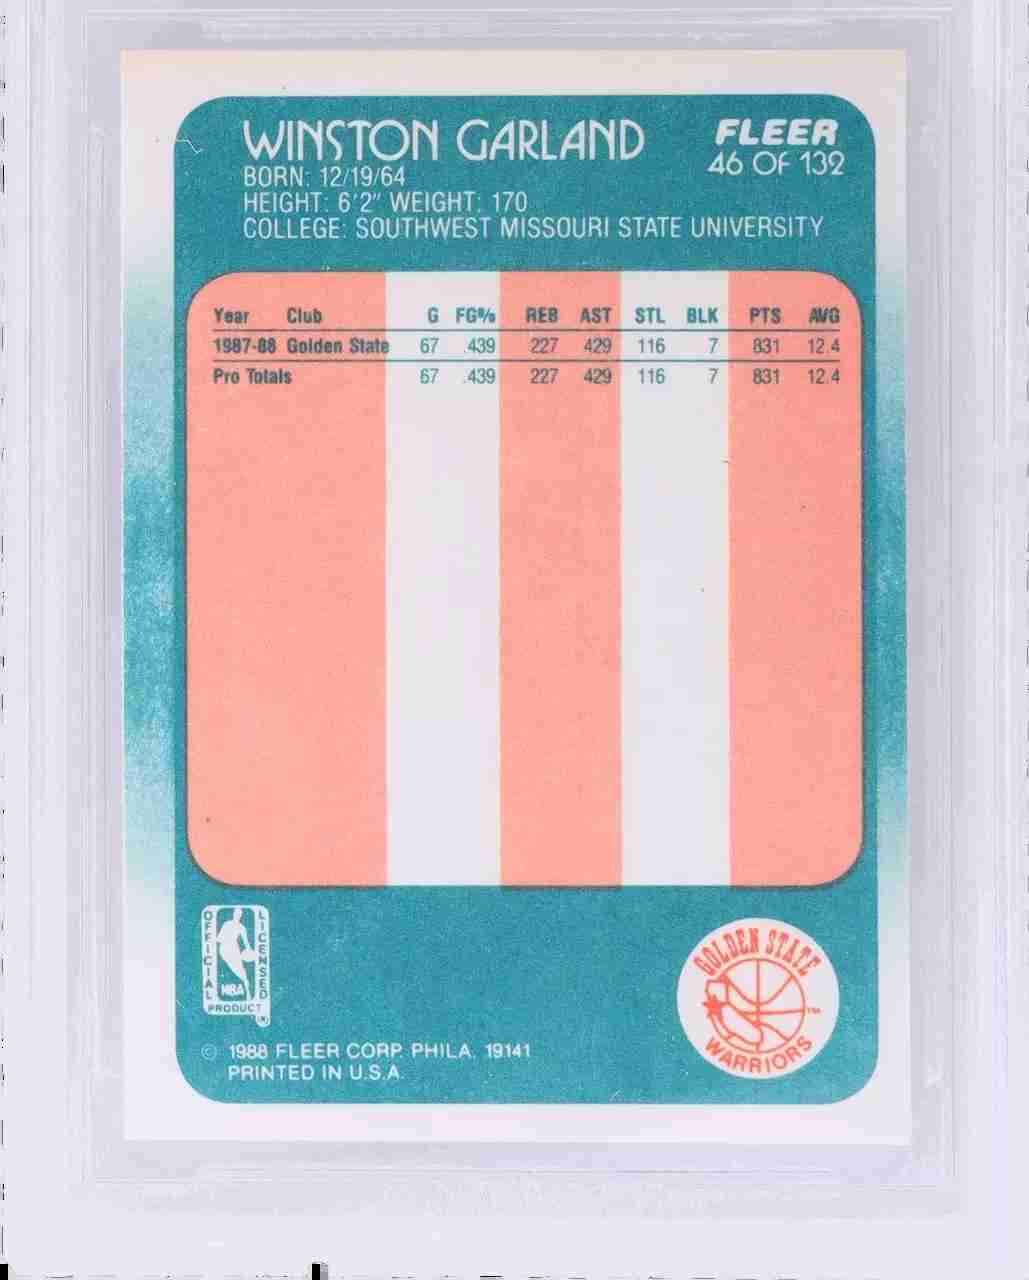 WINSTON GARLAND
FLEER
46 OF 132
BORN: 12/19/64
HEIGHT: 6'2" WEIGHT: 170
COLLEGE: SOUTHWEST MISSOURI STATE UNIVERSITY
Year Club G FG% REB AST STL BLK PTS AVG
1987-88 Golden State 67 .439 227 429 116 7 831 12.4
Pro Totals 67 .439 227 429 116 7 831 12.4
OFFICIAL
LICENSED
NBA
PRODUCT
®
GOLDEN STATE
WARRIORS
™
© 1988 FLEER CORP. PHILA. 19141
PRINTED IN U.S.A.